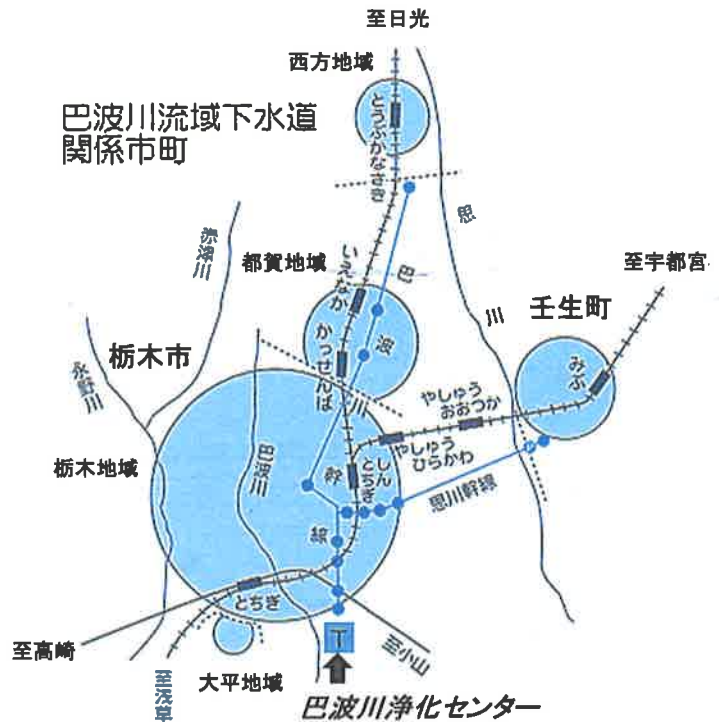 至日光
西方地域
巴波川流域下水道
関係市町
とうぶかなさき
思
川
赤渕川
都賀地域
いえなか
巴
波
川
幹
線
至宇都宮
壬生町
みぶ
かっせんば
栃木市
永野川
やしゅう
おおつか
やしゅう
ひらかわ
しん
とちぎ
栃木地域
巴波川
思川幹線
P
とちぎ
T
至高崎
至小山
至浅草
大平地域
巴波川浄化センター